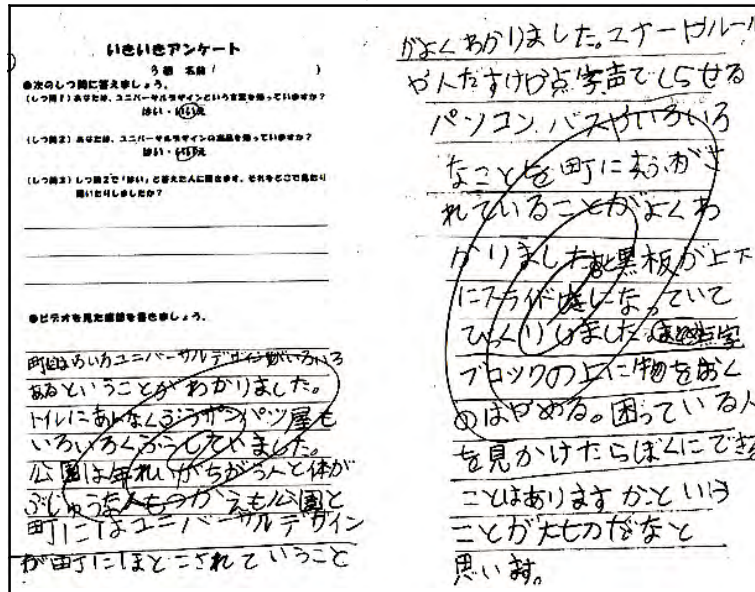 いきいきアンケート
3組 名前(　　　)
●次のしつ問に答えましょう。
(しつ問1)あなたは、ユニバーサルデザインという言葉を知っていますか?
はい・いいえ
(しつ問2)あなたは、ユニバーサルデザインの商品を知っていますか?
はい・いいえ
(しつ問3)しつ問2で「はい」と答えた人に聞きます。それをどこで見たり
聞いたりしましたか?
●ビデオを見た感想を書きましょう。
町にはいろいろユニバーサルデザインがいろいろ
あるということがわかりました。
トイレにあんなくふうサンパツ屋も
いろいろくふうしていました。
公園は年れいがちがう人と体が
ふじゅうな人ものがえも公園と
町にはユニバーサルデザイン
が町にほどこされていうこと
がよくわかりました。エチードルール
や人だすけ点字声でしらせる
パソコン、バスやいろいろ
なことを町に
れていることがよくわ
かりました。黒板が上下
にスライド
になっていて
ひっくりしました。点字
ブロックの上に物をおく
のはやめる。困っている人
を見かけたらぼくにできる
ことはありますかという
ことが大切だなと
思います。